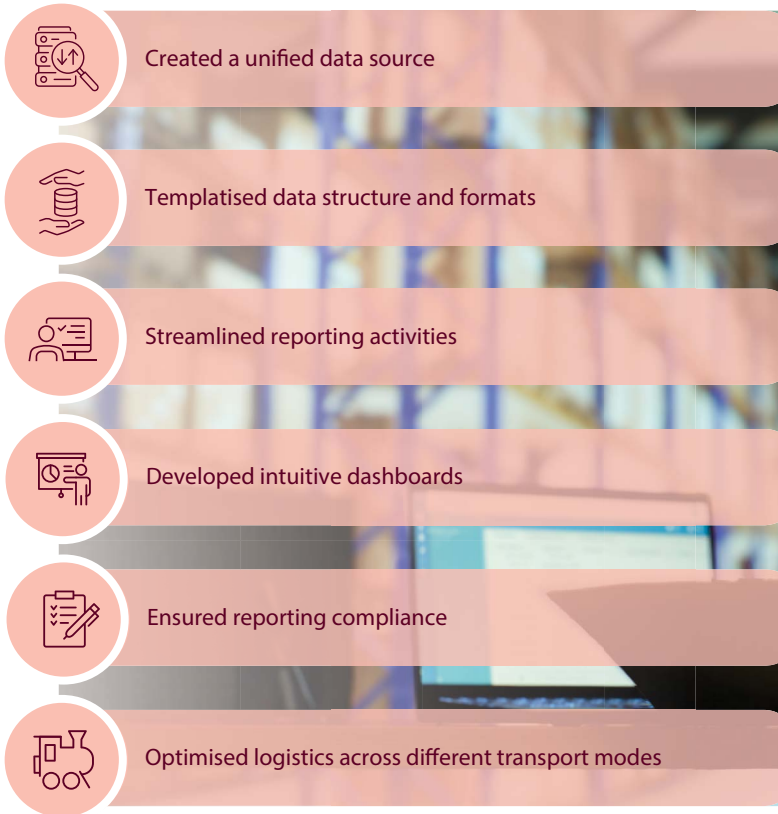 Created a unified data source
Templatised data structure and formats
Streamlined reporting activities
Developed intuitive dashboards
Ensured reporting compliance
Optimised logistics across different transport modes